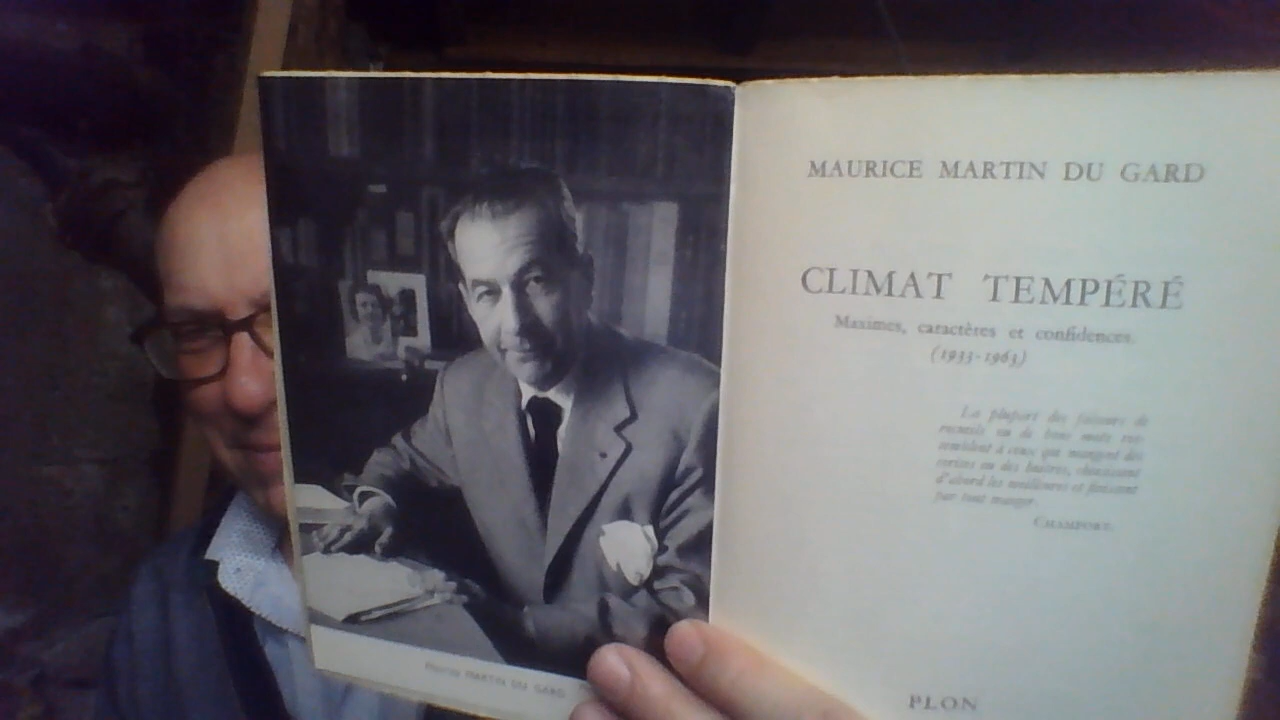 MARTIN DU GARD
MAURICE MARTIN DU GARD
CLIMAT TEMPÉRÉ
Maximes, caractères et confidences
(1933-1963)
La plupart des faiseurs de
recueils ou de bons mots res-
semblent à ceux qui mangent des
cerises ou des huîtres, choisissant
d'abord les meilleures et finissant
par tout manger.
CHAMFORT.
PLON